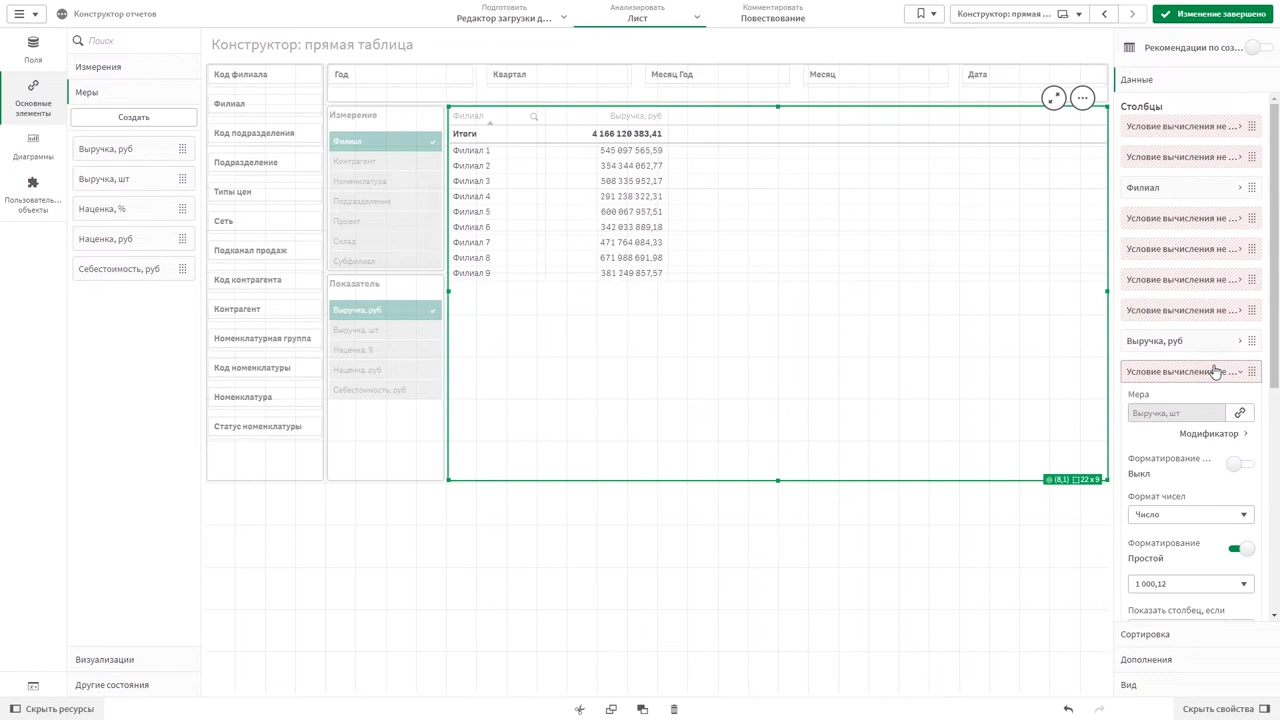 Подготовить
Редактор загрузки д...
Анализировать
Лист
Комментировать
Повествование
Конструктор отчетов
Конструктор: прямая ...
Изменение завершено
Поля
Основные
элементы
Диаграммы
Пользователь...
объекты
Поиск
Измерения
Меры
Создать
Выручка, руб
Выручка, шт
Наценка, %
Наценка, руб
Себестоимость, руб
Визуализации
Другие состояния
Скрыть ресурсы
Конструктор: прямая таблица
Код филиала
Филиал
Код подразделения
Подразделение
Типы цен
Сеть
Подканал продаж
Код контрагента
Контрагент
Номенклатурная группа
Код номенклатуры
Номенклатура
Статус номенклатуры
Год
Квартал
Месяц Год
Месяц
Дата
Измерение
Филиал
Контрагент
Номенклатура
Подразделение
Проект
Склад
Субфилиал
Показатель
Выручка, руб
Выручка, шт
Наценка, %
Наценка, руб
Себестоимость, руб
Филиал Выручка, руб
Итоги 4 166 120 383,41
Филиал 1 545 097 565,59
Филиал 2 354 344 062,77
Филиал 3 508 335 952,17
Филиал 4 291 238 322,31
Филиал 5 600 067 957,51
Филиал 6 342 033 889,18
Филиал 7 471 764 084,33
Филиал 8 671 988 691,98
Филиал 9 381 249 857,57
(8,1) 22 x 9
Рекомендации по соз...
Данные
Столбцы
Условие вычисления не ...
Условие вычисления не ...
Филиал
Условие вычисления не ...
Условие вычисления не ...
Условие вычисления не ...
Условие вычисления не ...
Выручка, руб
Условие вычисления не ...
Мера
Выручка, шт
Модификатор
Форматирование ...
Выкл
Формат чисел
Число
Форматирование
Простой
1 000,12
Показать столбец, если
Сортировка
Дополнения
Вид
Скрыть свойства